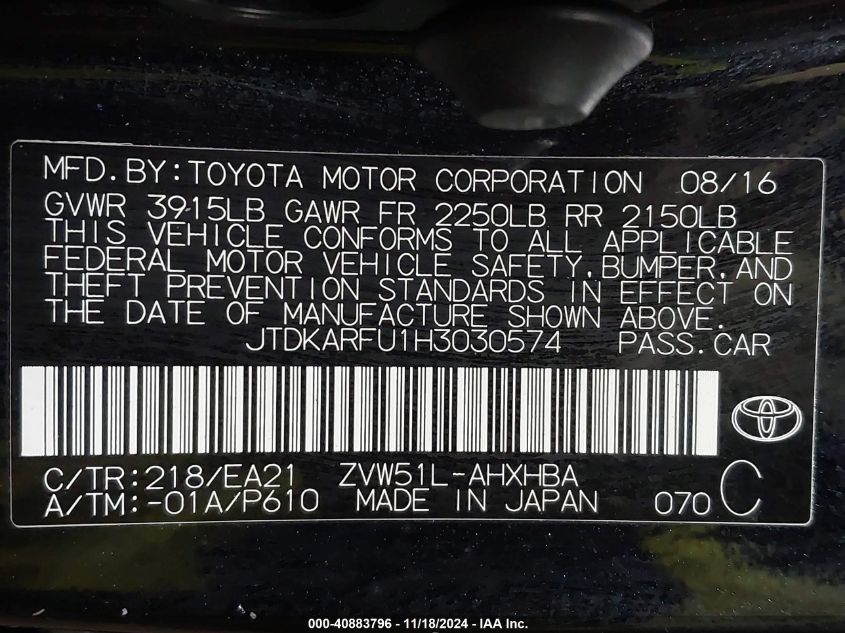 MFD. BY: TOYOTA MOTOR CORPORATION 08/16
GVWR 3915LB GAWR FR 2250LB RR 2150LB
THIS VEHICLE CONFORMS TO ALL APPLICABLE
FEDERAL MOTOR VEHICLE SAFETY, BUMPER, AND
THEFT PREVENTION STANDARDS IN EFFECT ON
THE DATE OF MANUFACTURE SHOWN ABOVE.
JTDKARFU1H3030574 PASS. CAR
C/TR: 218/EA21 ZVW51L-AHXHBA
A/TM: -01A/P610 MADE IN JAPAN 070 C
000-40883796 - 11/18/2024 - IAA Inc.